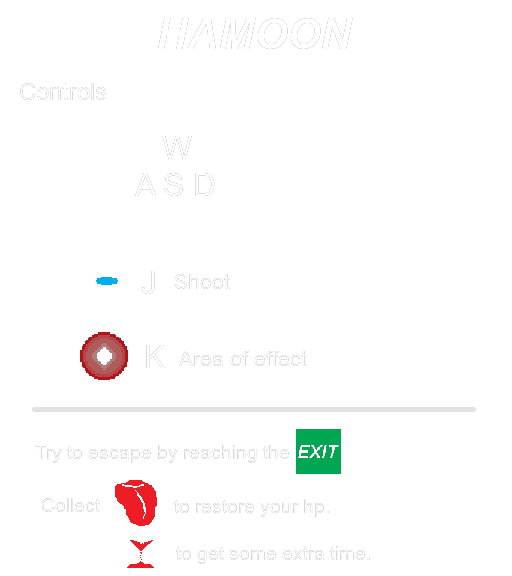 HAMOON
Controls
W
A S D
J Shoot
K Area of effect
Try to escape by reaching the EXIT
Collect to restore your hp.
to get some extra time.